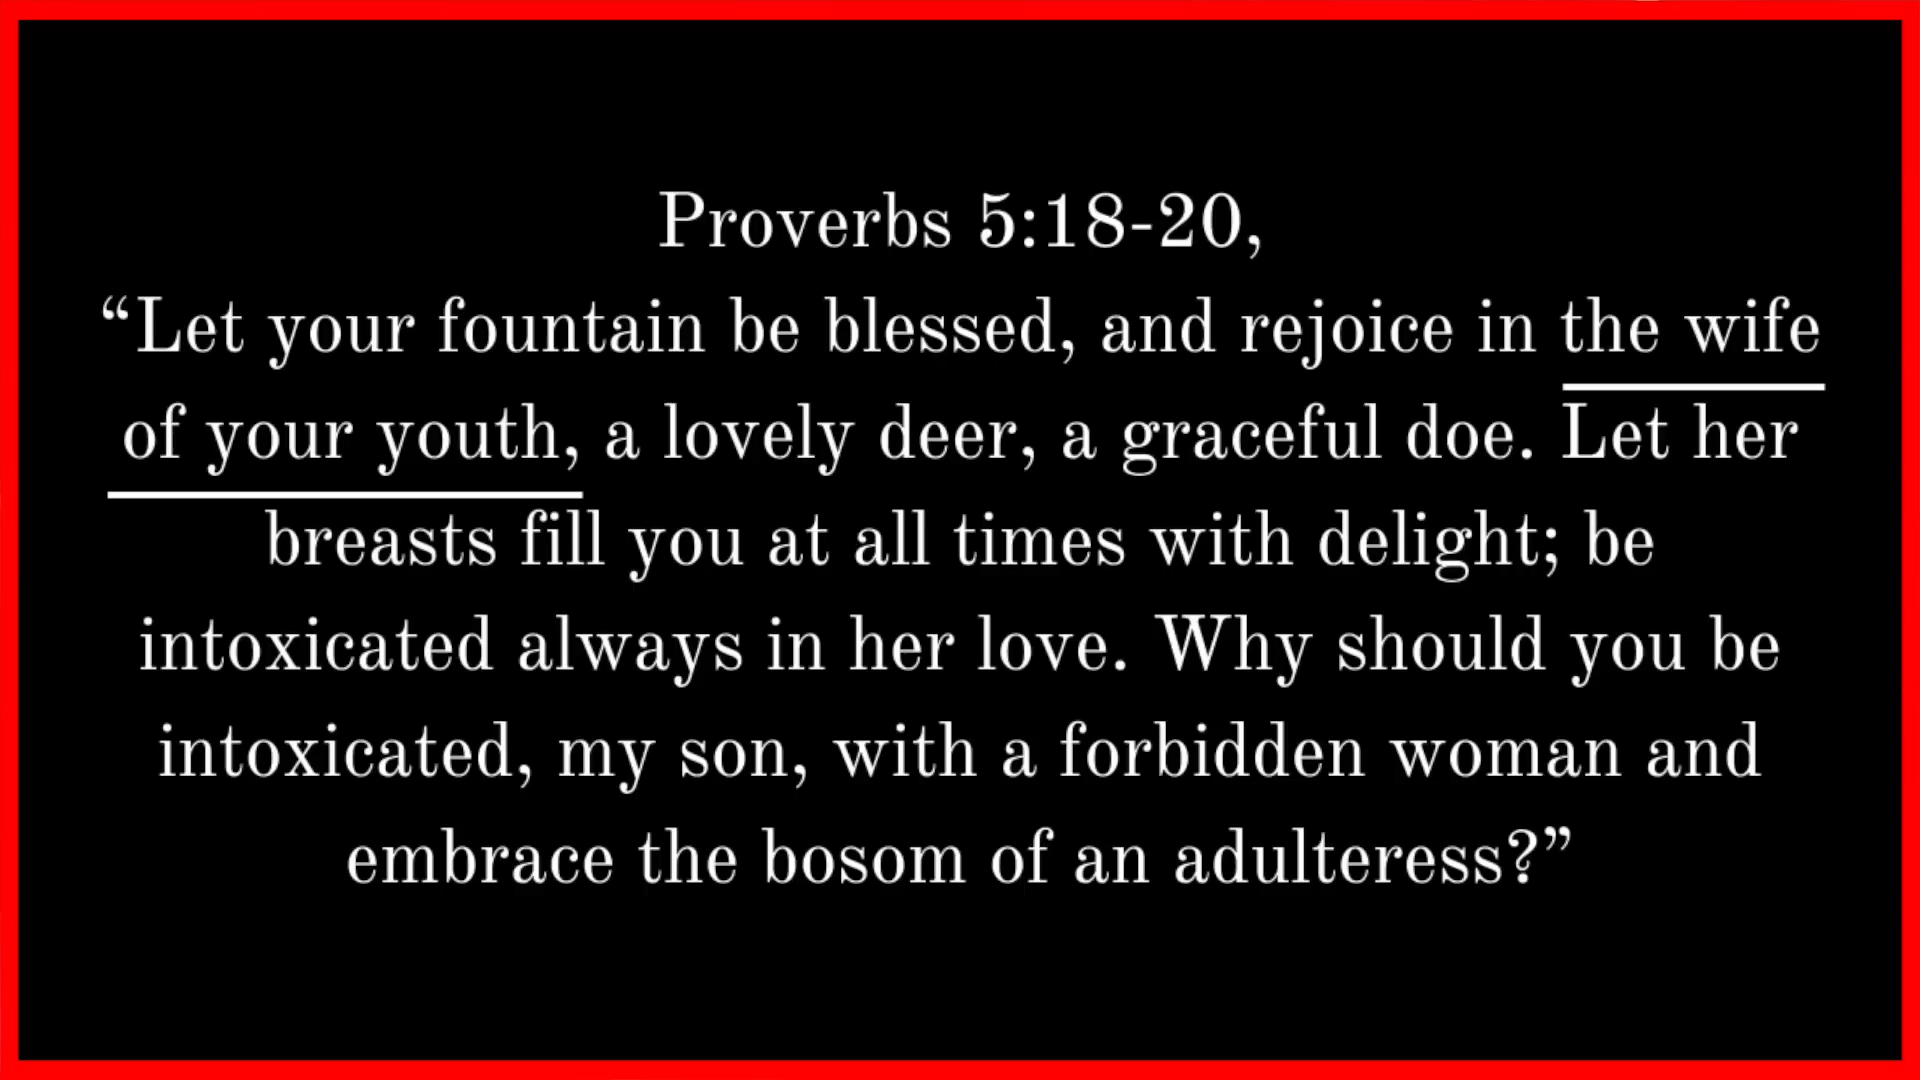 Proverbs 5:18-20,
“Let your fountain be blessed, and rejoice in the wife
of your youth, a lovely deer, a graceful doe. Let her
breasts fill you at all times with delight; be
intoxicated always in her love. Why should you be
intoxicated, my son, with a forbidden woman and
embrace the bosom of an adulteress?”